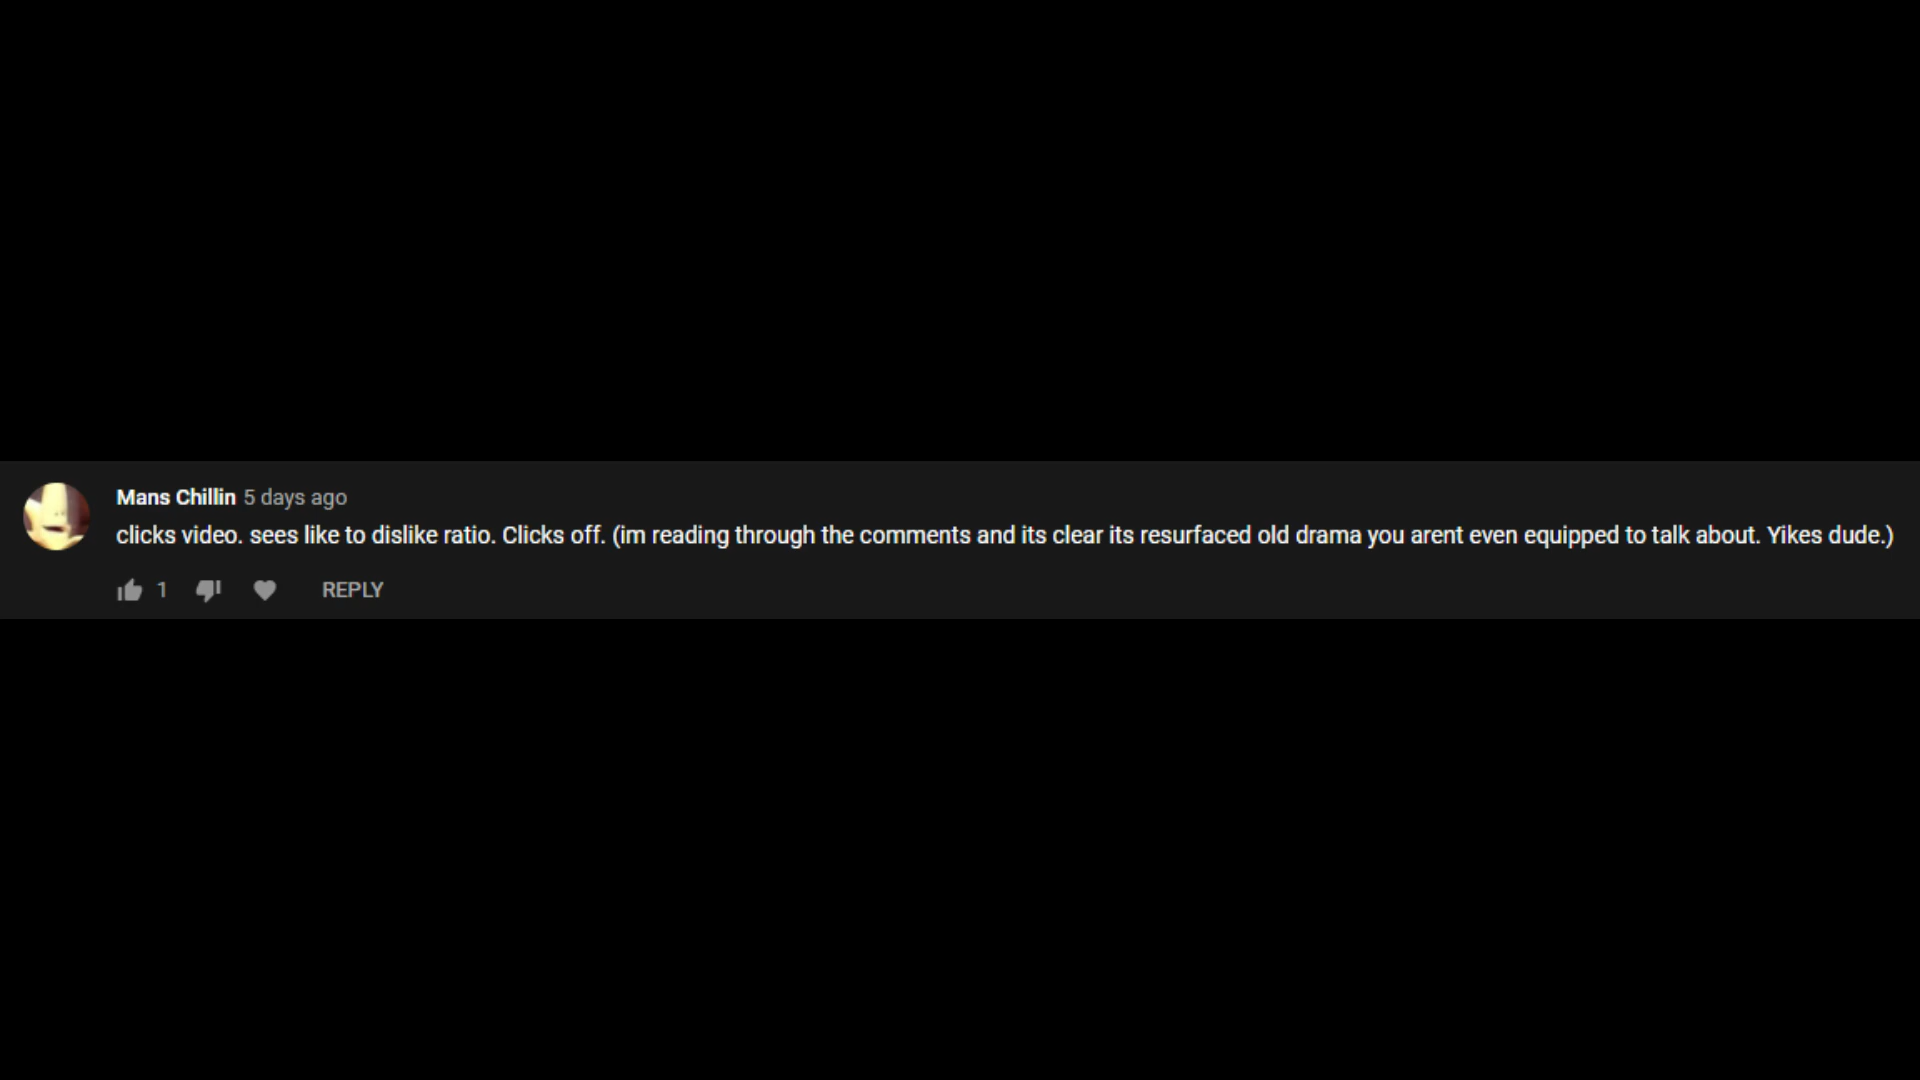 Mans Chillin 5 days ago
clicks video. sees like to dislike ratio. Clicks off. (im reading through the comments and its clear its resurfaced old drama you arent even equipped to talk about. Yikes dude.)
1 REPLY